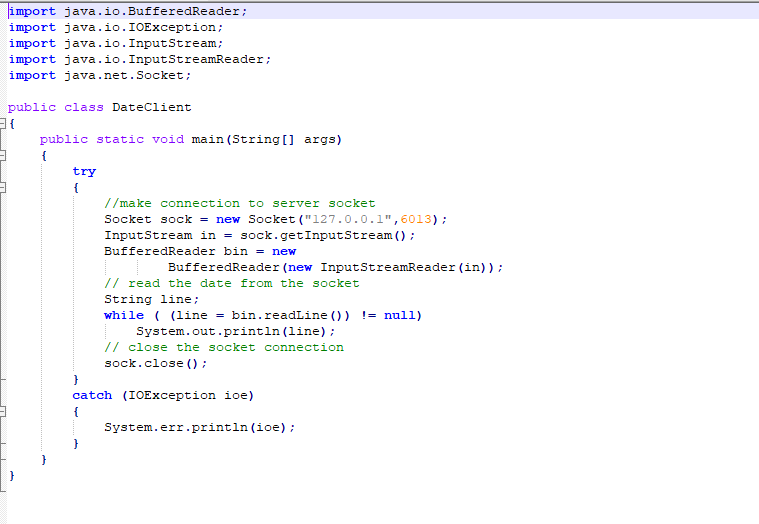 import java.io.BufferedReader;
import java.io.IOException;
import java.io.InputStream;
import java.io.InputStreamReader;
import java.net.Socket;

public class DateClient
{
    public static void main(String[] args)
    {
        try
        {
            //make connection to server socket
            Socket sock = new Socket("127.0.0.1",6013);
            InputStream in = sock.getInputStream();
            BufferedReader bin = new
                    BufferedReader(new InputStreamReader(in));
            // read the date from the socket
            String line;
            while ( (line = bin.readLine()) != null)
                System.out.println(line);
            // close the socket connection
            sock.close();
        }
        catch (IOException ioe)
        {
            System.err.println(ioe);
        }
    }
}